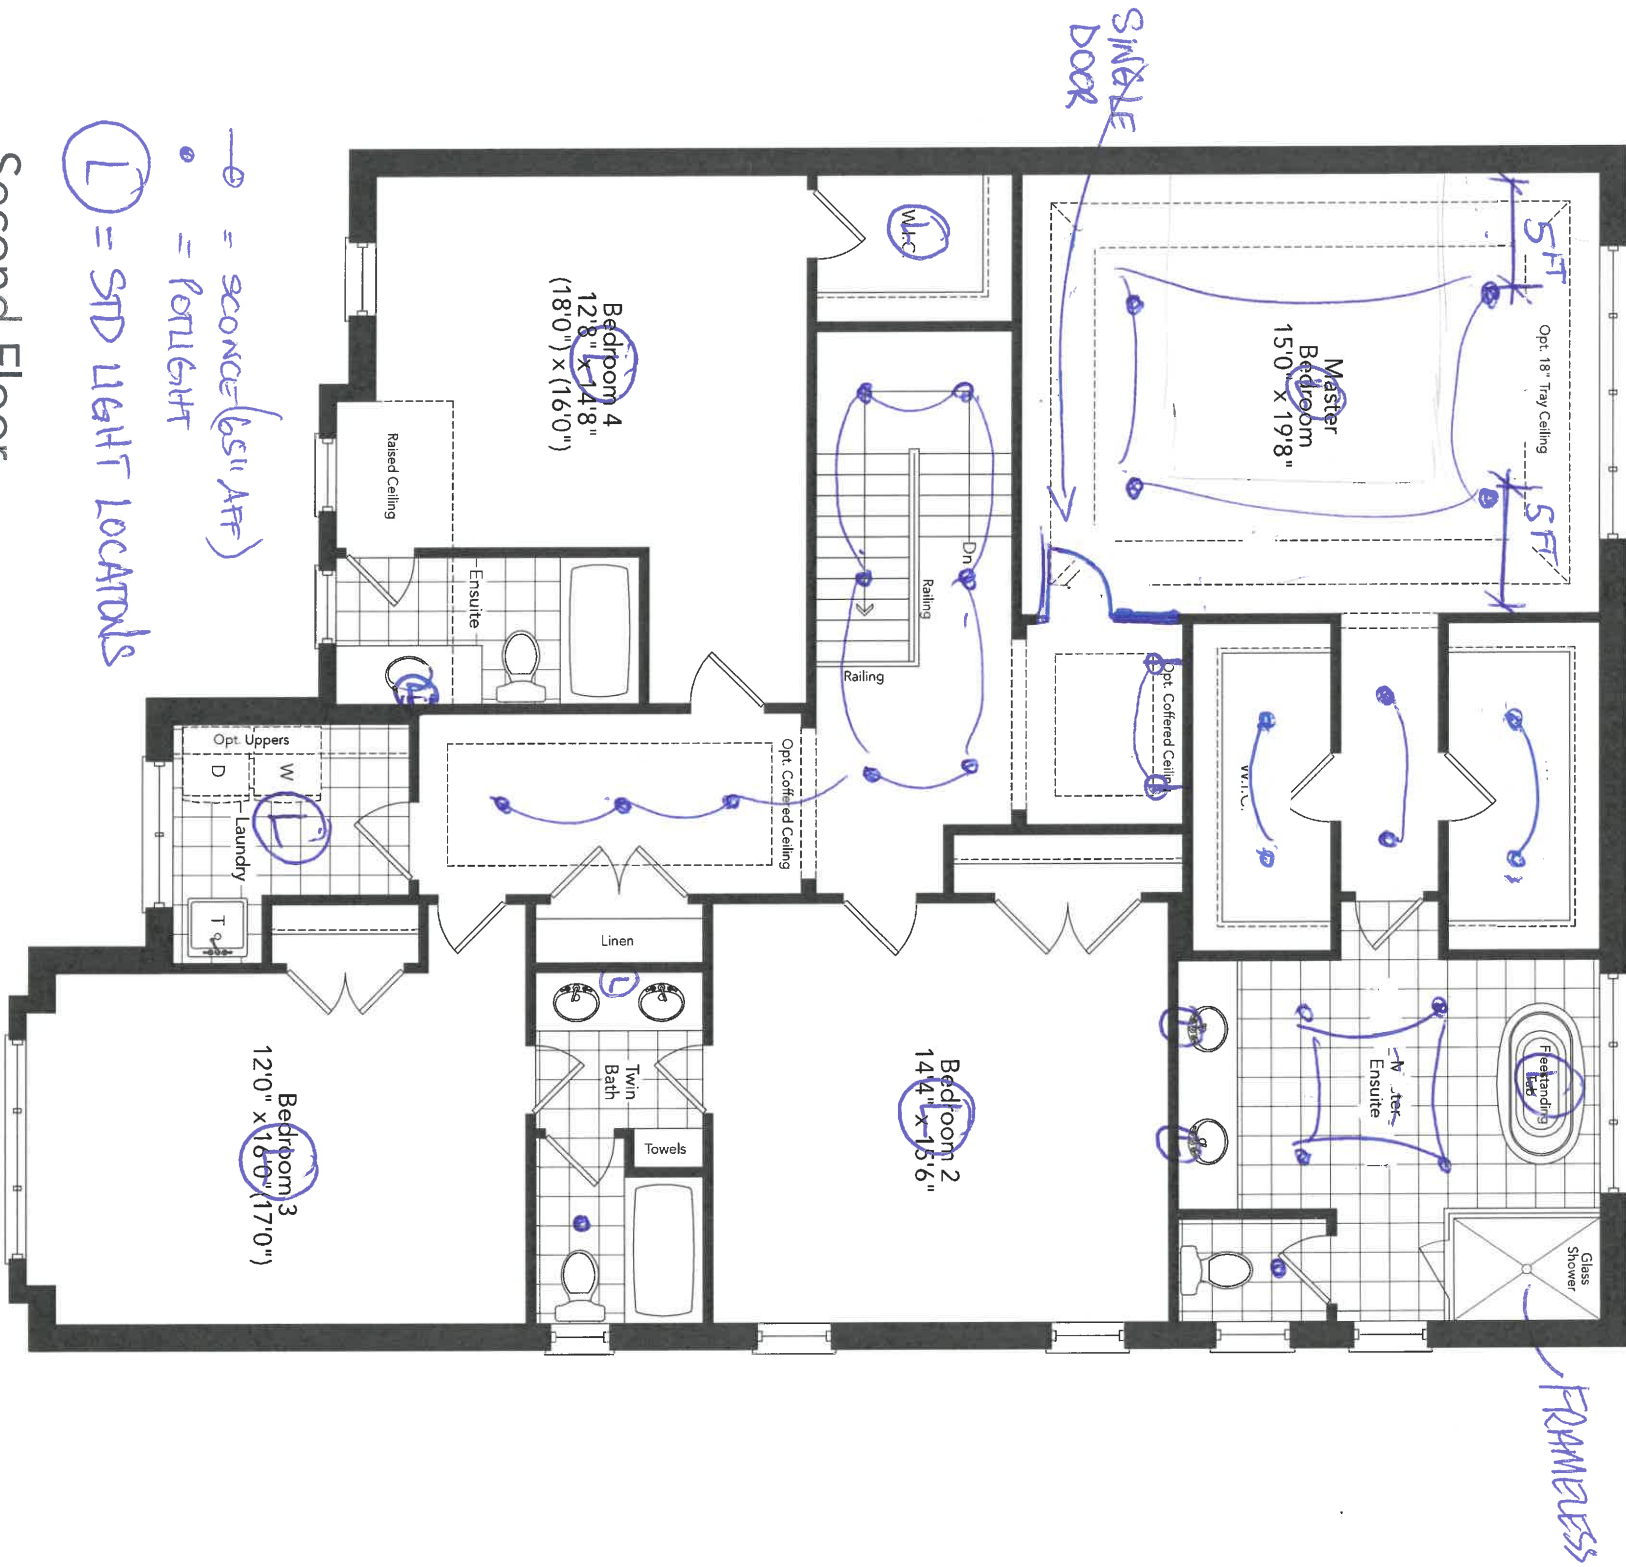 SINGLE
DOOR
5 FT
5 FT
Opt. 18" Tray Ceiling
Master
Bedroom
15'0" x 19'8"
L
W.I.C.
L
Bedroom 4
12'8" x 14'8"
(18'0") x (16'0")
L
Raised Ceiling
Ensuite
L
Dn
Railing
Railing
Opt. Coffered Ceiling
Opt. Coffered Ceiling
W.I.C.
Opt. Uppers
D
W
Laundry
L
T
Linen
L
Twin
Bath
Towels
Bedroom 3
12'0" x 16'0" (17'0")
L
Bedroom 2
14'4" x 15'6"
L
Ensuite
Freestanding
Tub
L
Glass
Shower
FRAMELESS
= SCONCE (65" AFF)
= POTLIGHT
L = STD LIGHT LOCATIONS
Second Floor